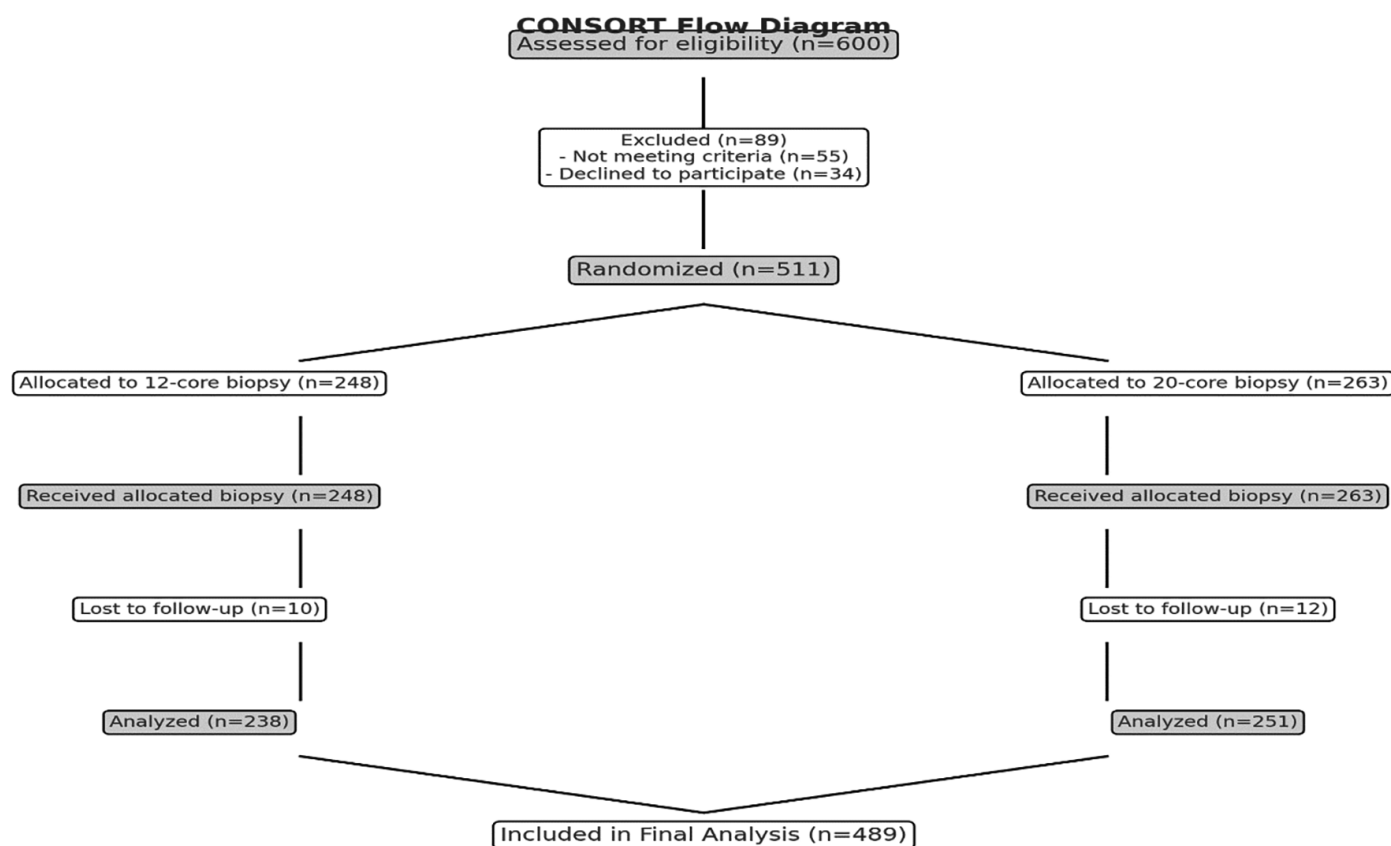 CONSORT Flow Diagram
Assessed for eligibility (n=600)
Excluded (n=89)
- Not meeting criteria (n=55)
- Declined to participate (n=34)
Randomized (n=511)
Allocated to 12-core biopsy (n=248)
Allocated to 20-core biopsy (n=263)
Received allocated biopsy (n=248)
Received allocated biopsy (n=263)
Lost to follow-up (n=10)
Lost to follow-up (n=12)
Analyzed (n=238)
Analyzed (n=251)
Included in Final Analysis (n=489)